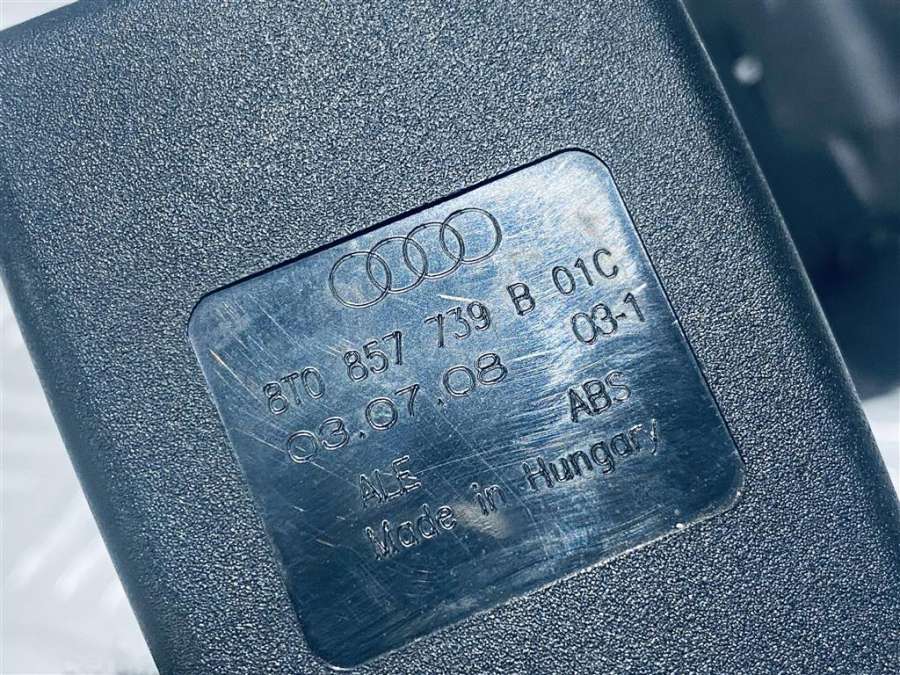 8T0 857 739 B 01C
03.07.08 03-1
ALE ABS
Made in Hungary